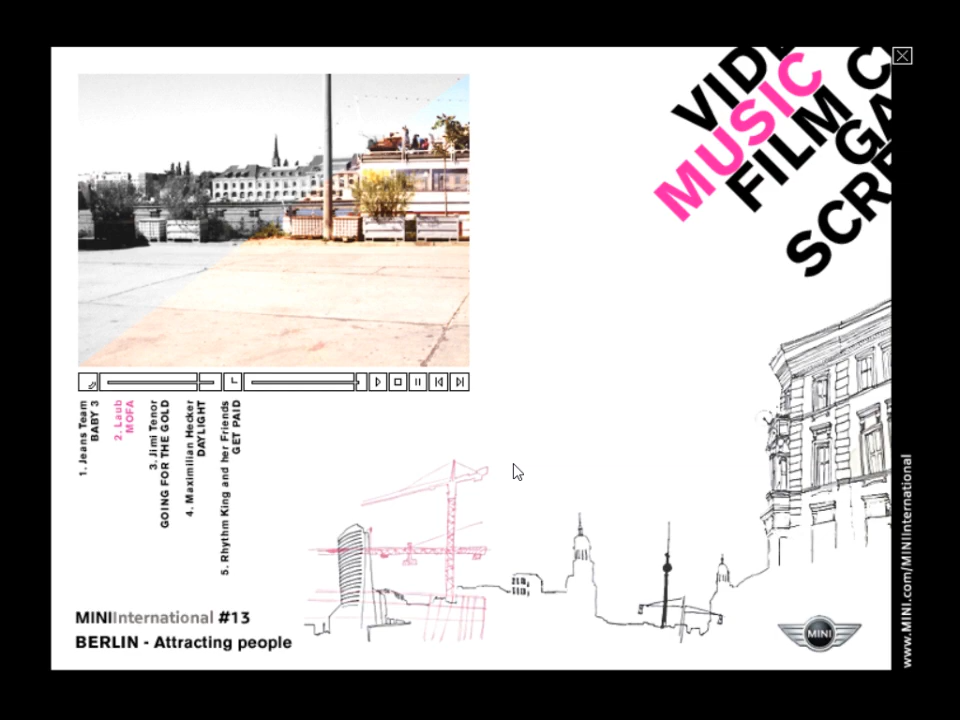 VIDE
MUSIC
FILM C
GA
SCRE
1. Jeans Team
BABY 3
2. Laub
MOFA
3. Jimi Tenor
GOING FOR THE GOLD
4. Maximilian Hecker
DAYLIGHT
5. Rhythm King and her Friends
GET PAID
MINIInternational #13
BERLIN - Attracting people
MINI
www.MINI.com/MINIInternational